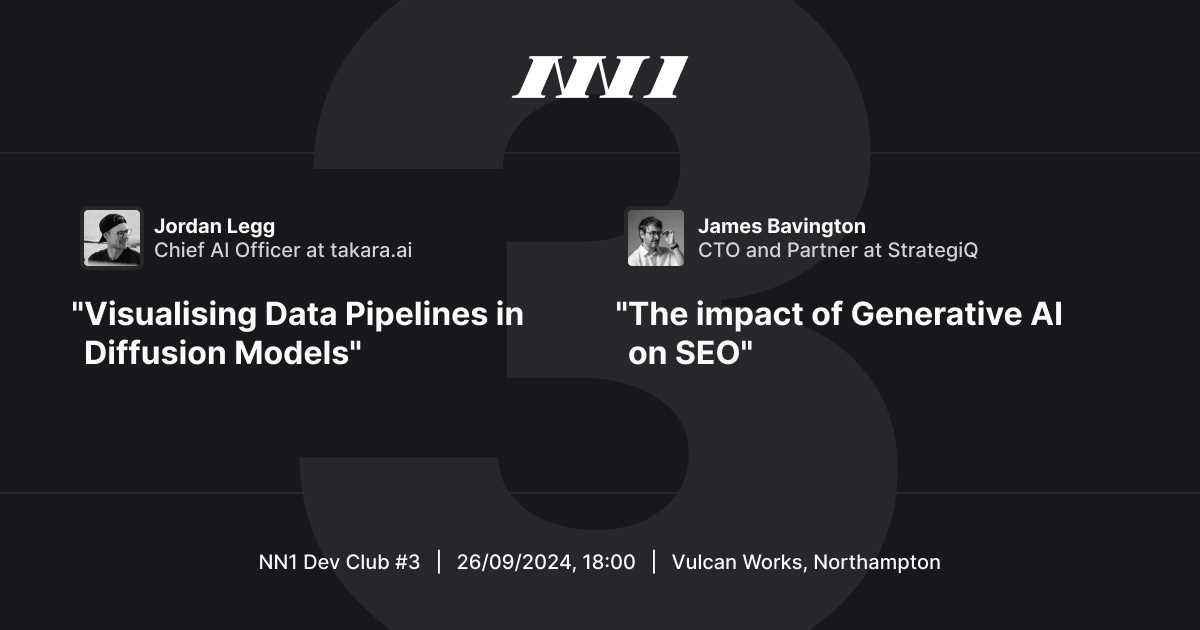 NN1
Jordan Legg
Chief AI Officer at takara.ai
"Visualising Data Pipelines in
Diffusion Models"
James Bavington
CTO and Partner at StrategiQ
"The impact of Generative AI
on SEO"
NN1 Dev Club #3 | 26/09/2024, 18:00 | Vulcan Works, Northampton
3